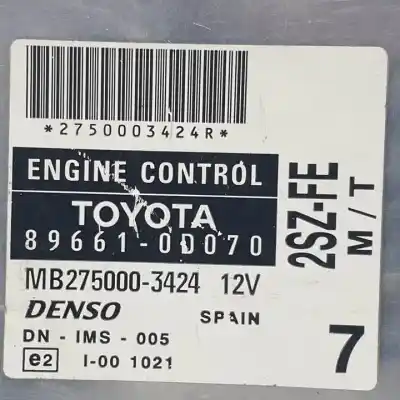 *2750003424R*
ENGINE CONTROL
TOYOTA
89661-0D070
MB275000-3424 12V
DENSO SPAIN
DN - IMS - 005
e2 I-00 1021
2SZ-FE
M/T
7